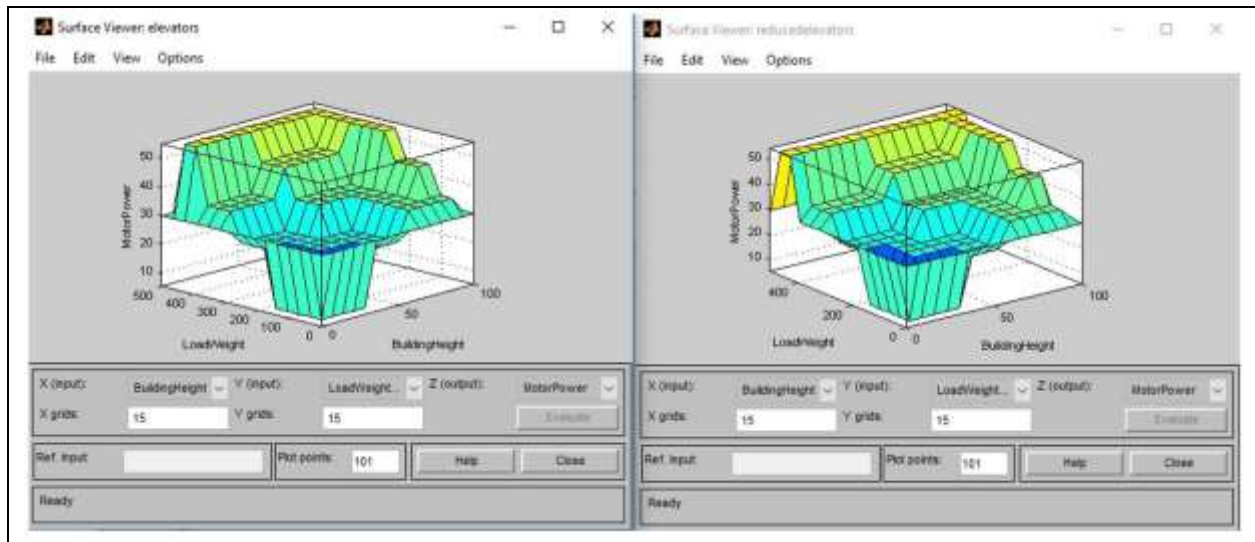 Surface Viewer: elevators
File Edit View Options
50
40
30
20
10
MotorPower
500
400
300
200
100
0
LoadWeight
0
50
100
BuildingHeight
X (input): BuildingHeight Y (input): LoadWeight... Z (output): MotorPower
X grids: 15 Y grids: 15 Evaluate
Ref. Input: Plot points: 101 Help Close
Ready
Surface Viewer: reduselelevators
File Edit View Options
50
40
30
20
10
MotorPower
400
200
0
LoadWeight
0
50
100
BuildingHeight
X (input): BuildingHeight Y (input): LoadWeight... Z (output): MotorPower
X grids: 15 Y grids: 15 Evaluate
Ref. Input: Plot points: 101 Help Close
Ready